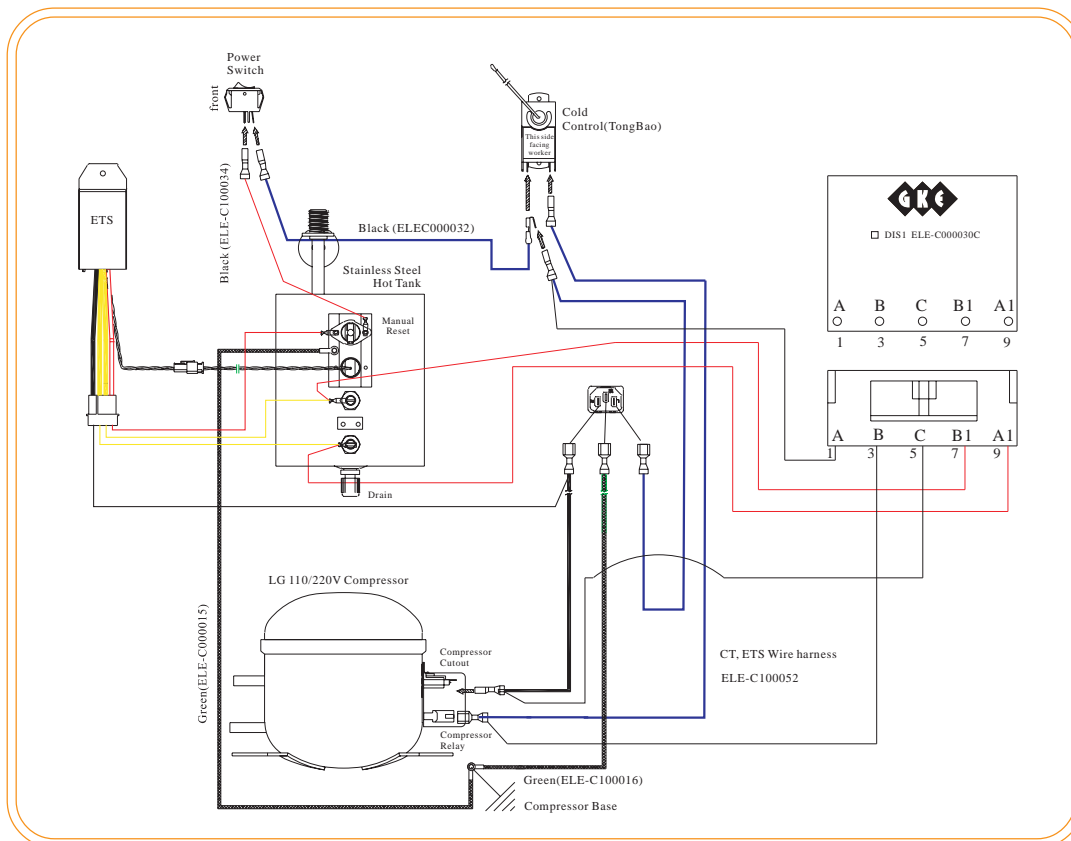 Power
Switch
front
Cold
Control(TongBao)
This side
facing
worker
ETS
Black (ELE-C100034)
Black (ELEC000032)
Stainless Steel
Hot Tank
Manual
Reset
Drain
GKE
DIS1 ELE-C000030C
A B C B1 A1
1 3 5 7 9
A B C B1 A1
1 3 5 7 9
LG 110/220V Compressor
Compressor
Cutout
Compressor
Relay
Green(ELE-C000015)
CT, ETS Wire harness
ELE-C100052
Green(ELE-C100016)
Compressor Base